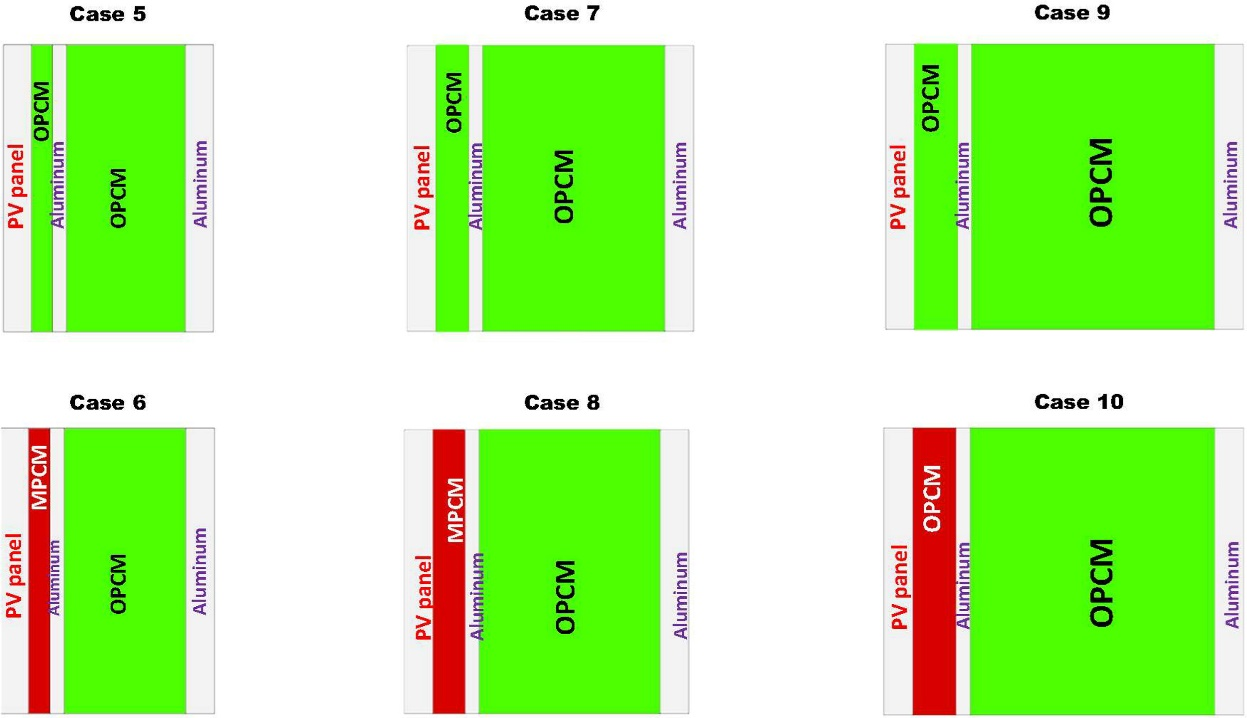 Case 5
Case 7
Case 9
PV panel
OPCM
Aluminum
OPCM
Aluminum
PV panel
OPCM
Aluminum
OPCM
Aluminum
PV panel
OPCM
Aluminum
OPCM
Aluminum
Case 6
Case 8
Case 10
PV panel
MPCM
Aluminum
OPCM
Aluminum
PV panel
MPCM
Aluminum
OPCM
Aluminum
PV panel
OPCM
Aluminum
OPCM
Aluminum